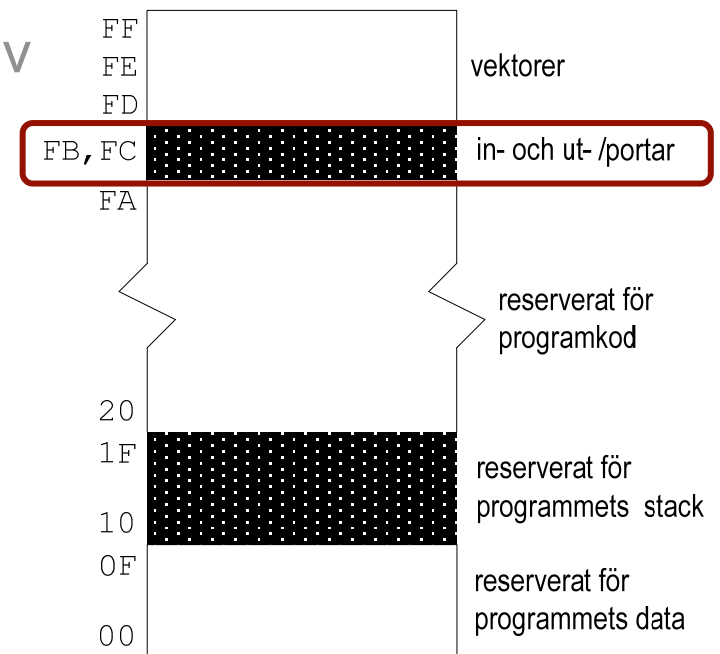 FF
V
FE
vektorer
FD
FB,FC
in- och ut- /portar
FA
reserverat för
programkod
20
1F
reserverat för
programmets stack
10
0F
reserverat för
programmets data
00